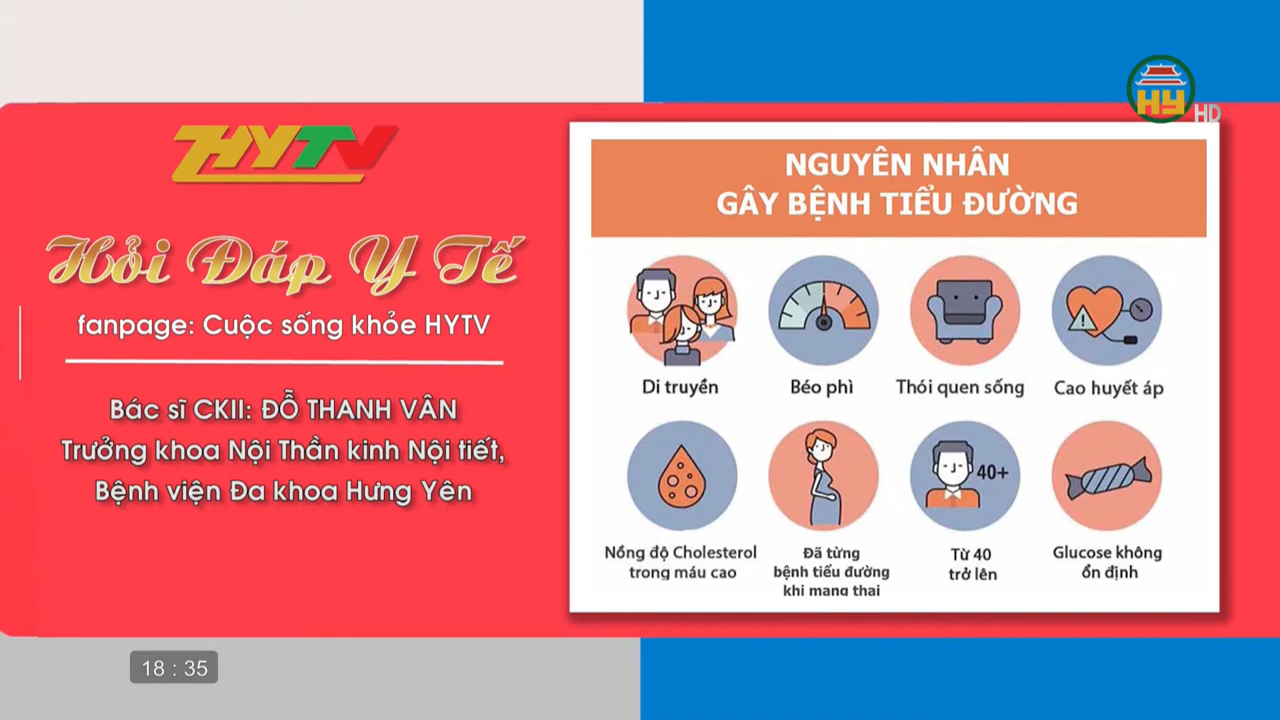 HY
HD
HYTV
Hỏi Đáp Y Tế
fanpage: Cuộc sống khỏe HYTV
Bác sĩ CKII: ĐỖ THANH VÂN
Trưởng khoa Nội Thần kinh Nội tiết,
Bệnh viện Đa khoa Hưng Yên
NGUYÊN NHÂN
GÂY BỆNH TIỂU ĐƯỜNG
Di truyền
Béo phì
Thói quen sống
Cao huyết áp
40+
Nồng độ Cholesterol
trong máu cao
Đã từng
bệnh tiểu đường
khi mang thai
Từ 40
trở lên
Glucose không
ổn định
18 : 35